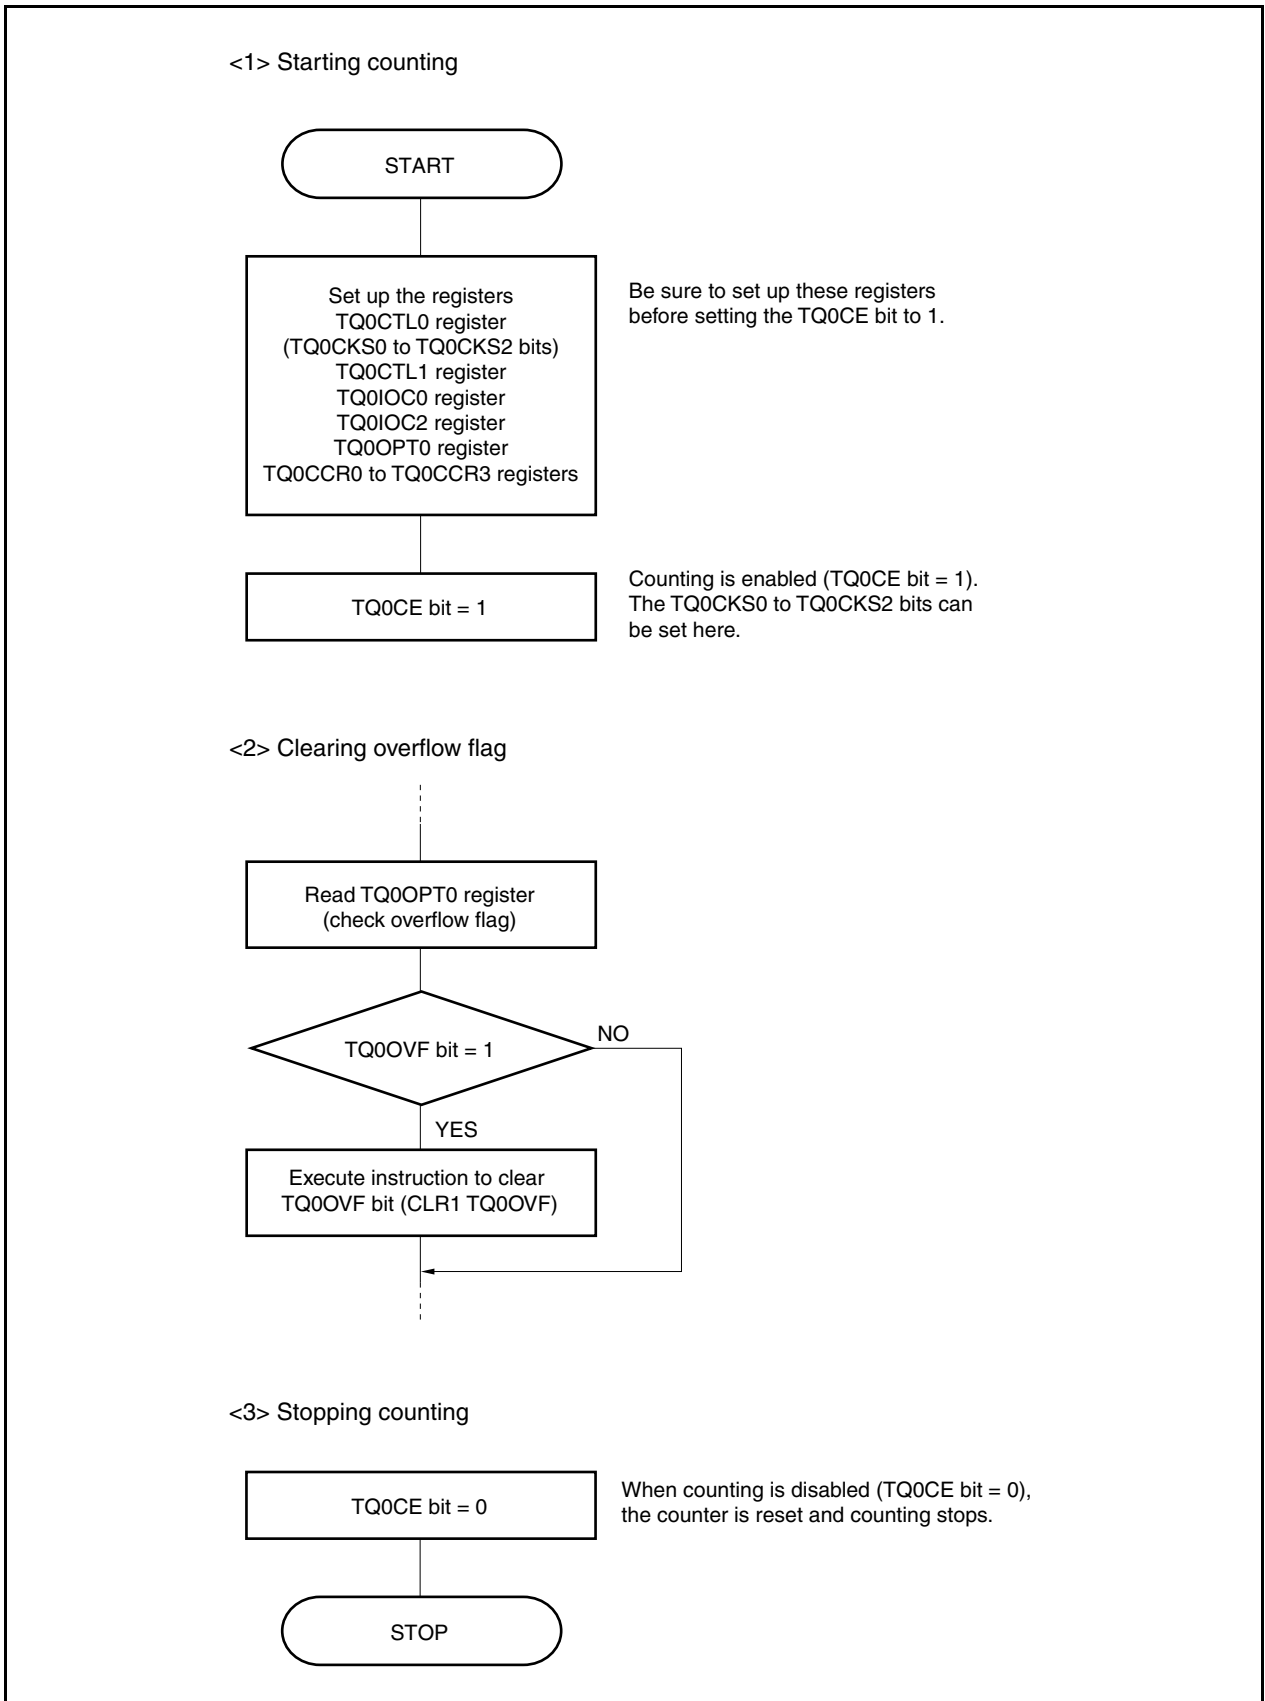 <1> Starting counting
START
Set up the registers
TQ0CTL0 register
(TQ0CKS0 to TQ0CKS2 bits)
TQ0CTL1 register
TQ0IOC0 register
TQ0IOC2 register
TQ0OPT0 register
TQ0CCR0 to TQ0CCR3 registers
Be sure to set up these registers
before setting the TQ0CE bit to 1.
TQ0CE bit = 1
Counting is enabled (TQ0CE bit = 1).
The TQ0CKS0 to TQ0CKS2 bits can
be set here.
<2> Clearing overflow flag
Read TQ0OPT0 register
(check overflow flag)
TQ0OVF bit = 1
NO
YES
Execute instruction to clear
TQ0OVF bit (CLR1 TQ0OVF)
<3> Stopping counting
TQ0CE bit = 0
When counting is disabled (TQ0CE bit = 0),
the counter is reset and counting stops.
STOP